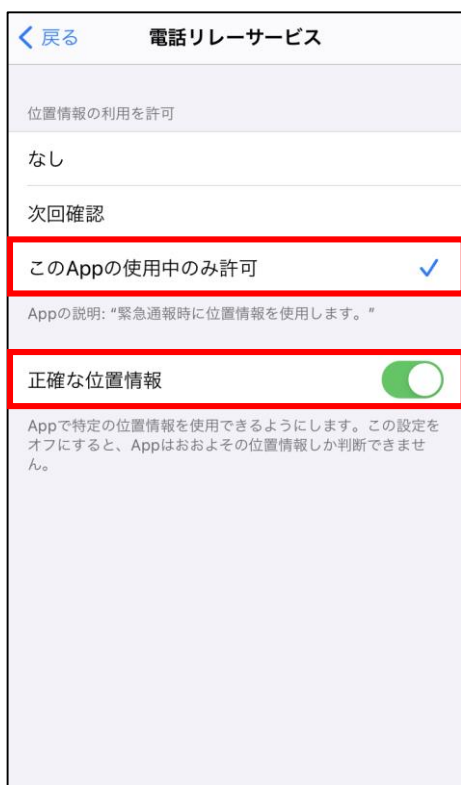 戻る 電話リレーサービス
位置情報の利用を許可
なし
次回確認
このAppの使用中のみ許可
Appの説明: “緊急通報時に位置情報を使用します。”
正確な位置情報
Appで特定の位置情報を使用できるようにします。この設定を
オフにすると、Appはおおよその位置情報しか判断できませ
ん。